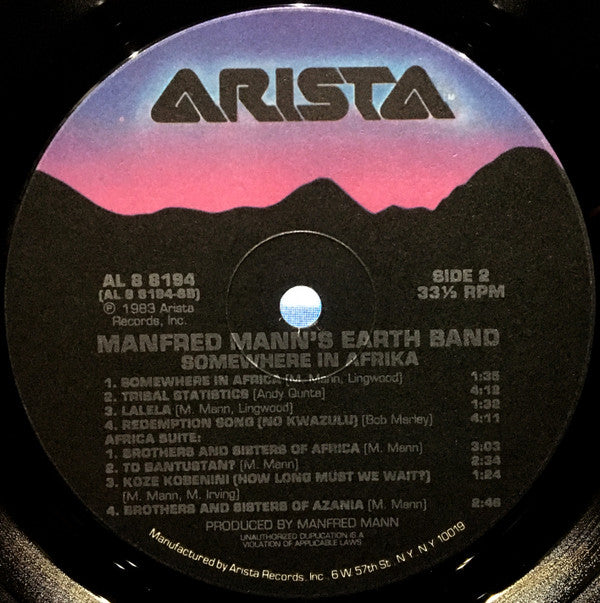 ARISTA
AL 8 8194
(AL 8 8194-SB)
℗ 1983 Arista
Records, Inc.
SIDE 2
33⅓ RPM
MANFRED MANN'S EARTH BAND
SOMEWHERE IN AFRIKA
1. SOMEWHERE IN AFRICA (M. Mann, Lingwood) 1:35
2. TRIBAL STATISTICS (Andy Qunta) 4:12
3. LALELA (M. Mann, Lingwood) 1:32
4. REDEMPTION SONG (NO KWAZULU) (Bob Marley) 4:11
AFRICA SUITE:
1. BROTHERS AND SISTERS OF AFRICA (M. Mann) 3:03
2. TO BANTUSTAN? (M. Mann) 2:34
3. KOZE KOBENINI (HOW LONG MUST WE WAIT?) 1:24
(M. Mann, M. Irving)
4. BROTHERS AND SISTERS OF AZANIA (M. Mann) 2:46
PRODUCED BY MANFRED MANN
UNAUTHORIZED DUPLICATION IS A
VIOLATION OF APPLICABLE LAWS.
Manufactured by Arista Records, Inc. 6 W. 57th St. N.Y. N.Y. 10019